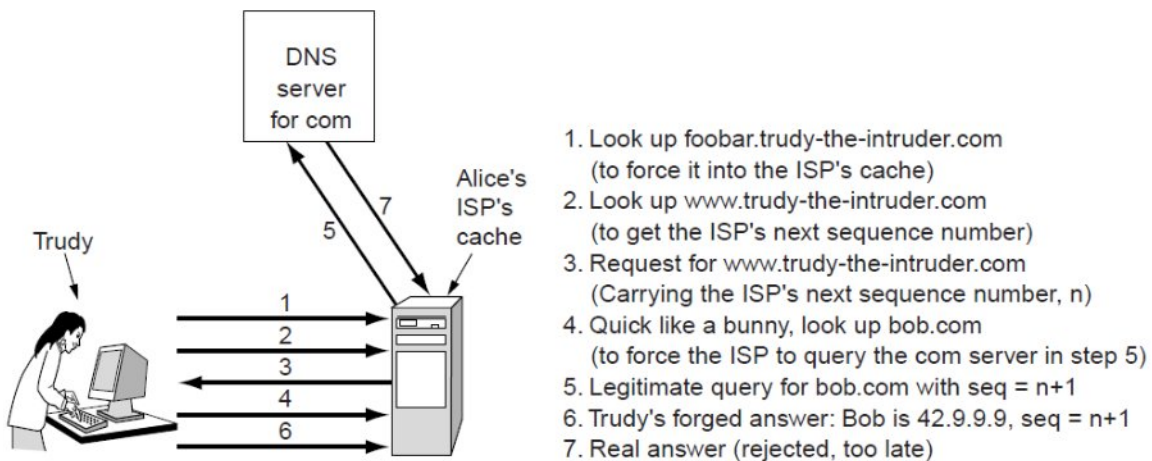 DNS
server
for com
Alice's
ISP's
cache
Trudy
5
7
1
2
3
4
6
1. Look up foobar.trudy-the-intruder.com
(to force it into the ISP's cache)
2. Look up www.trudy-the-intruder.com
(to get the ISP's next sequence number)
3. Request for www.trudy-the-intruder.com
(Carrying the ISP's next sequence number, n)
4. Quick like a bunny, look up bob.com
(to force the ISP to query the com server in step 5)
5. Legitimate query for bob.com with seq = n+1
6. Trudy's forged answer: Bob is 42.9.9.9, seq = n+1
7. Real answer (rejected, too late)